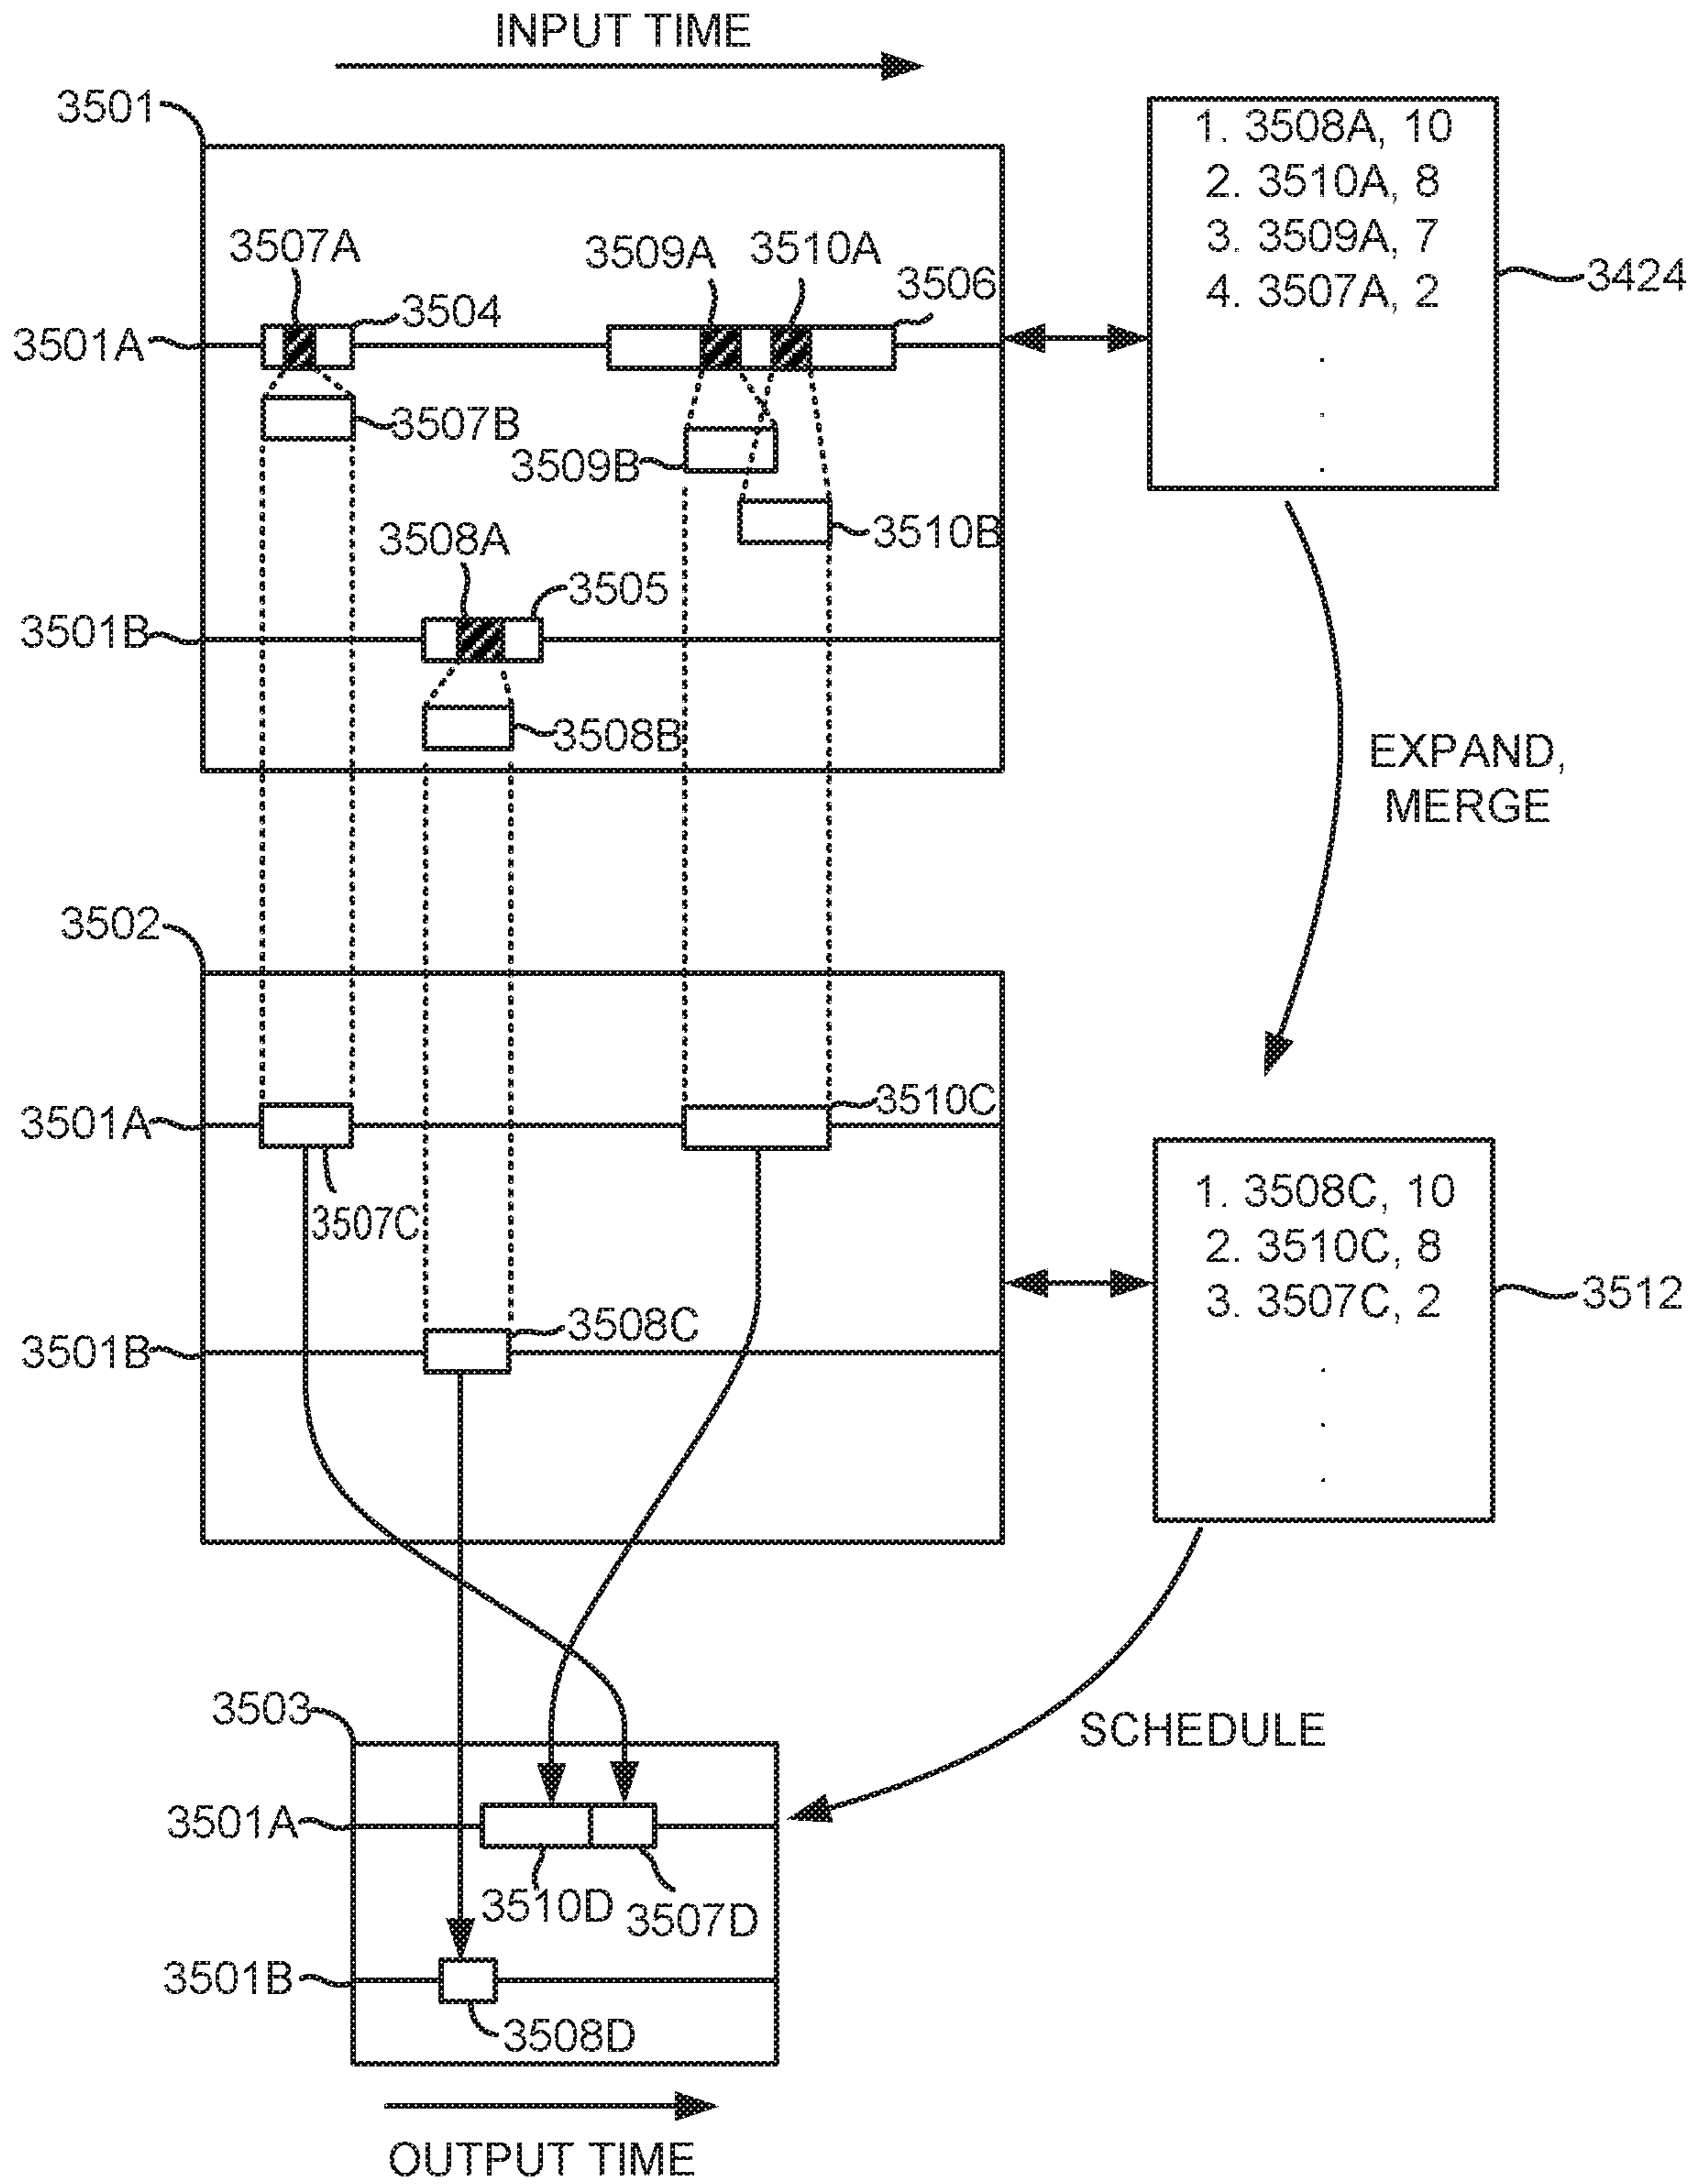 INPUT TIME
3501
1. 3508A, 10
2. 3510A, 8
3. 3509A, 7
4. 3507A, 2
.
.
.
3424
3507A
3509A
3510A
3506
3504
3501A
3507B
3509B
3510B
3508A
3505
3501B
3508B
EXPAND,
MERGE
3502
3501A
3510C
3507C
1. 3508C, 10
2. 3510C, 8
3. 3507C, 2
.
.
.
3512
3508C
3501B
3503
SCHEDULE
3501A
3510D
3507D
3501B
3508D
OUTPUT TIME